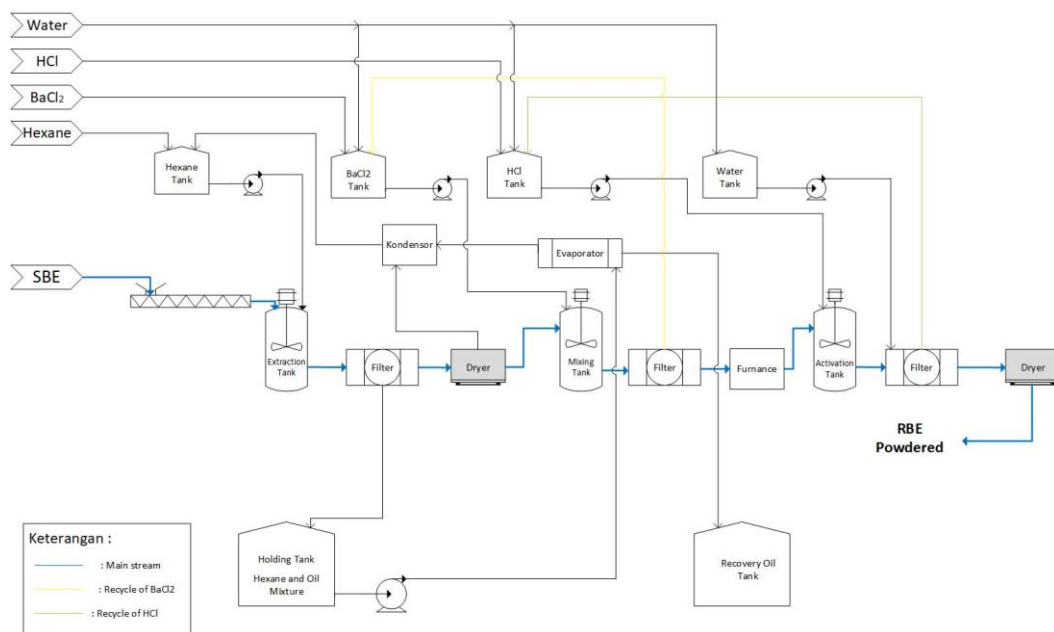 Water
HCl
BaCl₂
Hexane
Hexane
Tank
BaCl2
Tank
HCl
Tank
Water
Tank
Kondensor
Evaporator
SBE
Extraction
Tank
Filter
Dryer
Mixing
Tank
Filter
Furnance
Activation
Tank
Filter
Dryer
RBE
Powdered
Holding Tank
Hexane and Oil
Mixture
Recovery Oil
Tank
Keterangan :
: Main stream
: Recycle of BaCl2
: Recycle of HCl